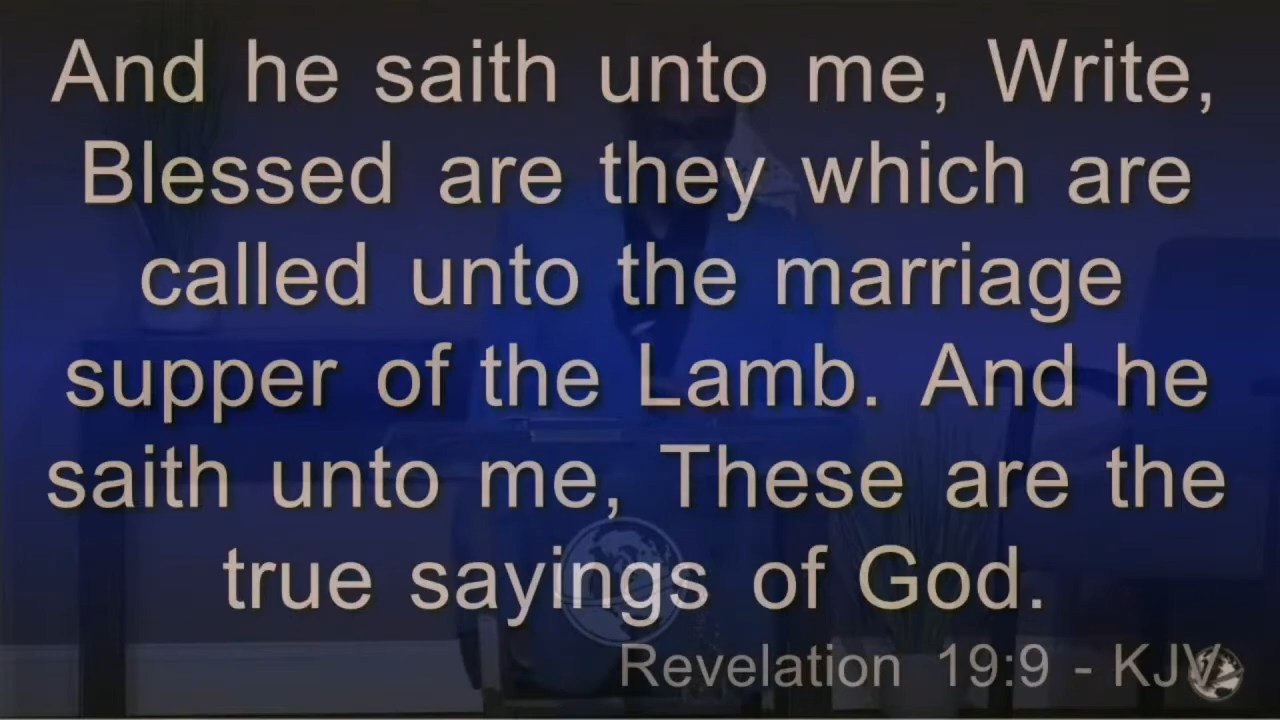 And he saith unto me, Write,
Blessed are they which are
called unto the marriage
supper of the Lamb. And he
saith unto me, These are the
true sayings of God.
Revelation 19:9 - KJV